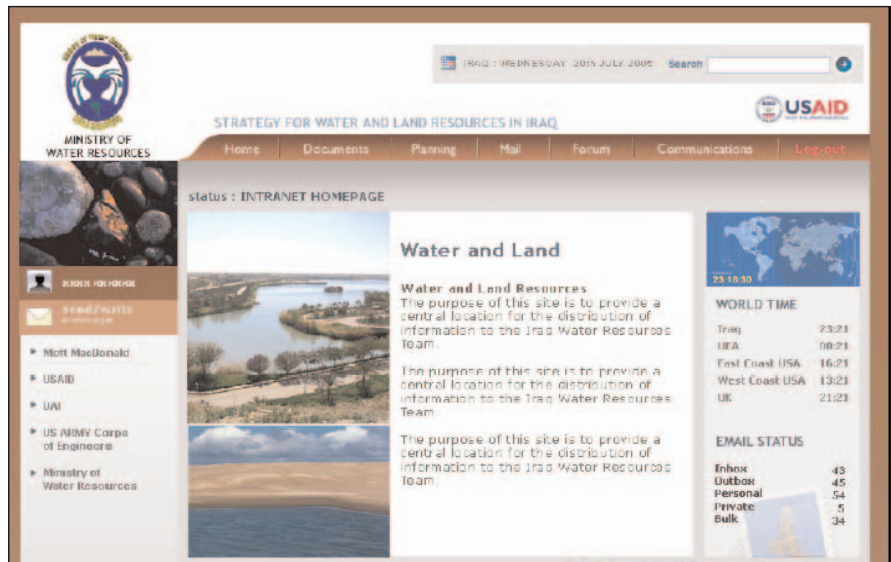 IRAQ : WEDNESDAY 20th JULY 2005 Search
USAID
STRATEGY FOR WATER AND LAND RESOURCES IN IRAQ
MINISTRY OF
WATER RESOURCES
Home Documents Planning Mail Forum Communications Log-out
status : INTRANET HOMEPAGE
send/write
Mott MacDonald
USAID
DAI
US ARMY Corps
of Engineers
Ministry of
Water Resources
Water and Land
Water and Land Resources
The purpose of this site is to provide a
central location for the distribution of
information to the Iraq Water Resources
Team.
The purpose of this site is to provide a
central location for the distribution of
information to the Iraq Water Resources
Team.
The purpose of this site is to provide a
central location for the distribution of
information to the Iraq Water Resources
Team.
23:16:30
WORLD TIME
Iraq 23:21
UEA 00:21
East Coast USA 16:21
West Coast USA 13:21
UK 21:21
EMAIL STATUS
Inbox 43
Outbox 45
Personal 54
Private 5
Bulk 34